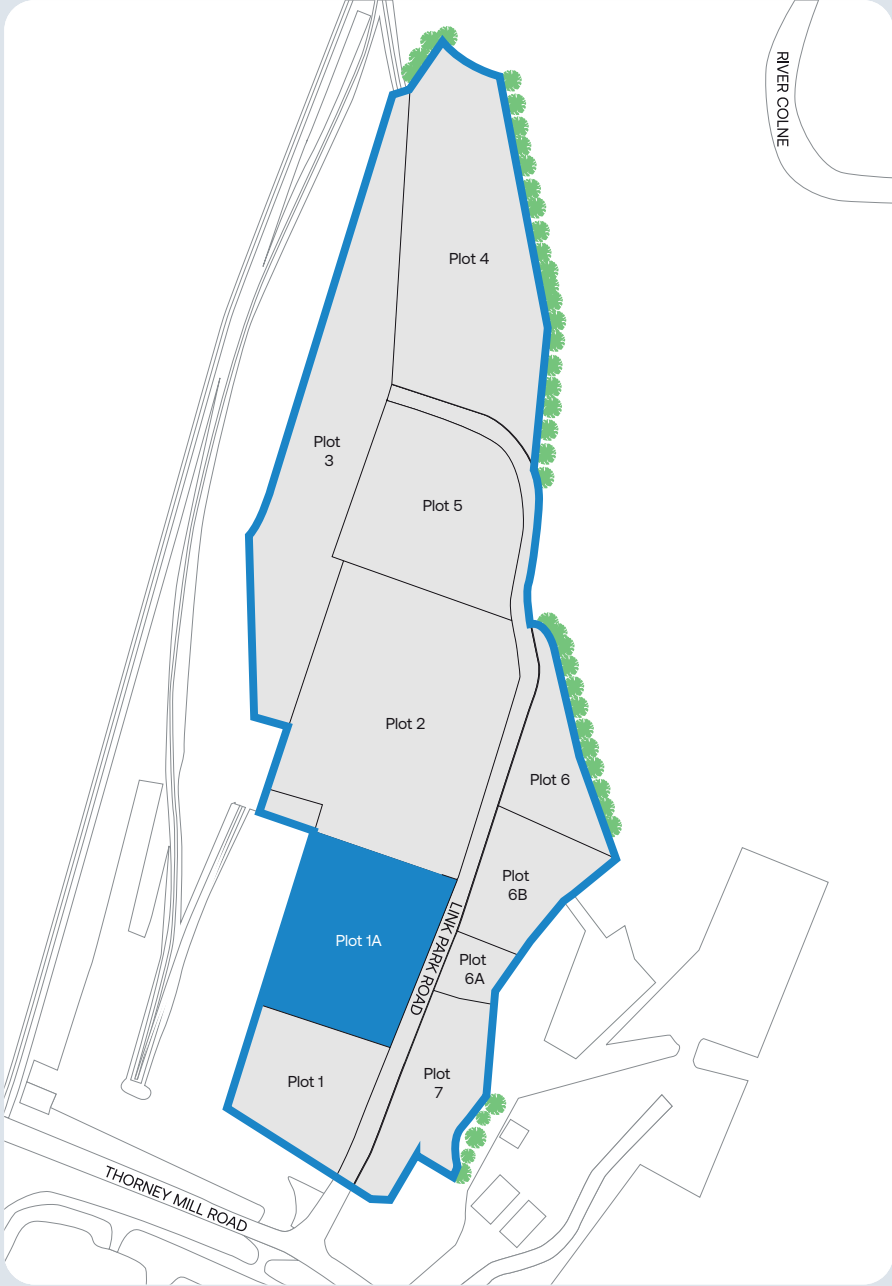 RIVER COLNE
Plot 4
Plot
3
Plot 5
Plot 2
Plot 6
Plot
6B
Plot 1A
LINK PARK ROAD
Plot
6A
Plot 1
Plot
7
THORNEY MILL ROAD